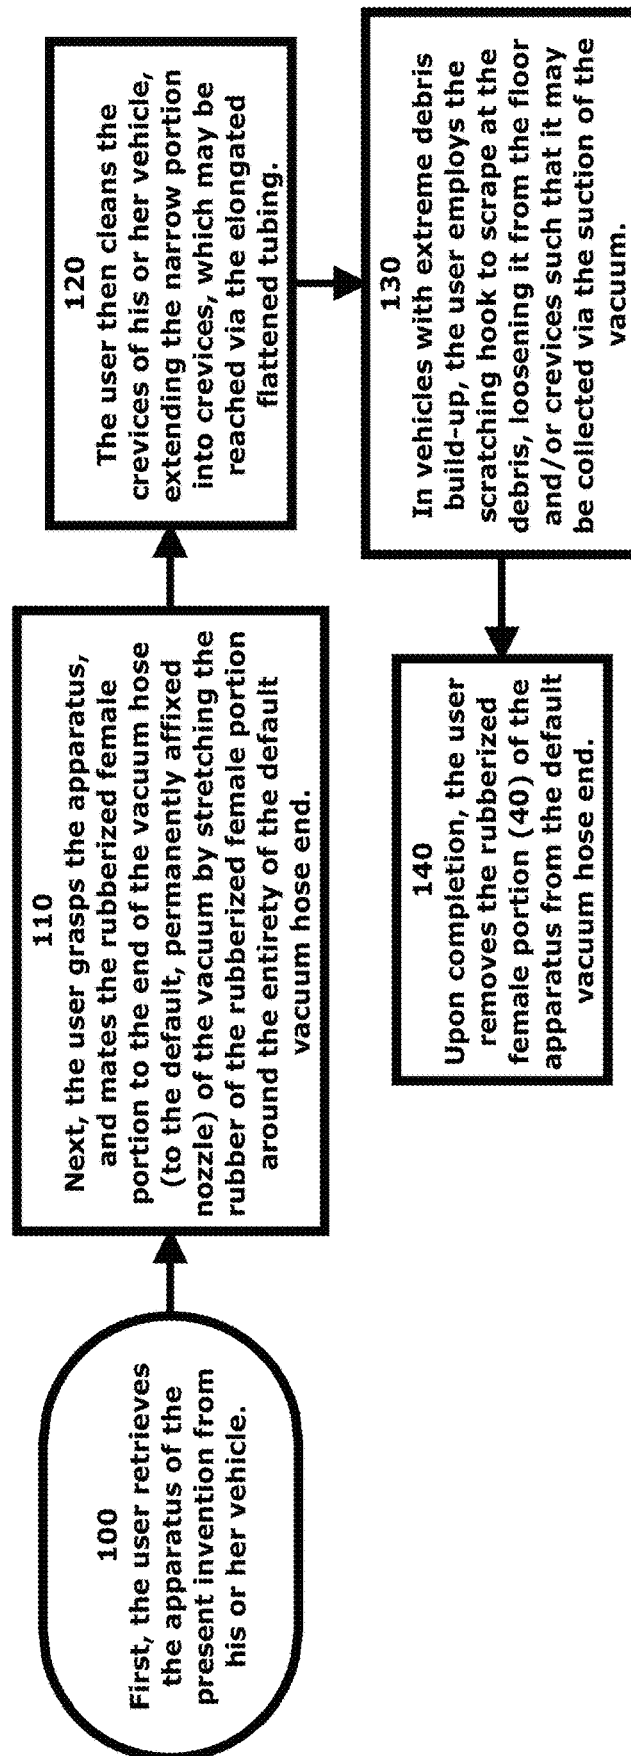 100
First, the user retrieves
the apparatus of the
present invention from
his or her vehicle.
110
Next, the user grasps the apparatus,
and mates the rubberized female
portion to the end of the vacuum hose
(to the default, permanently affixed
nozzle) of the vacuum by stretching the
rubber of the rubberized female portion
around the entirety of the default
vacuum hose end.
120
The user then cleans the
crevices of his or her vehicle,
extending the narrow portion
into crevices, which may be
reached via the elongated
flattened tubing.
130
In vehicles with extreme debris
build-up, the user employs the
scratching hook to scrape at the
debris, loosening it from the floor
and/or crevices such that it may
be collected via the suction of the
vacuum.
140
Upon completion, the user
removes the rubberized
female portion (40) of the
apparatus from the default
vacuum hose end.